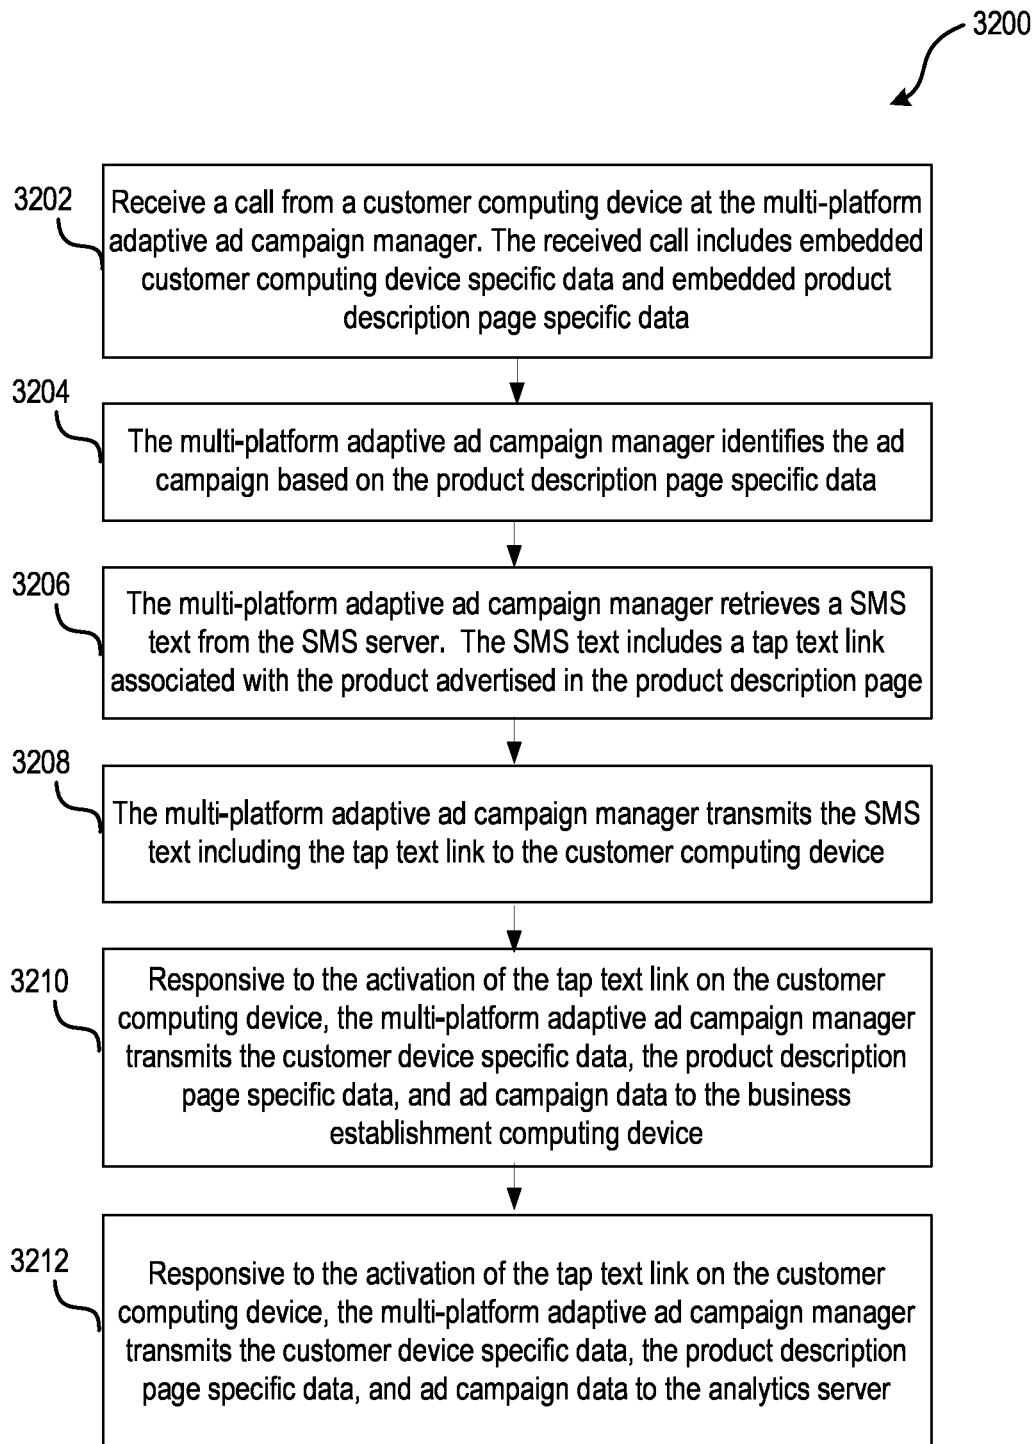 3200
3202
Receive a call from a customer computing device at the multi-platform
adaptive ad campaign manager. The received call includes embedded
customer computing device specific data and embedded product
description page specific data
3204
The multi-platform adaptive ad campaign manager identifies the ad
campaign based on the product description page specific data
3206
The multi-platform adaptive ad campaign manager retrieves a SMS
text from the SMS server. The SMS text includes a tap text link
associated with the product advertised in the product description page
3208
The multi-platform adaptive ad campaign manager transmits the SMS
text including the tap text link to the customer computing device
3210
Responsive to the activation of the tap text link on the customer
computing device, the multi-platform adaptive ad campaign manager
transmits the customer device specific data, the product description
page specific data, and ad campaign data to the business
establishment computing device
3212
Responsive to the activation of the tap text link on the customer
computing device, the multi-platform adaptive ad campaign manager
transmits the customer device specific data, the product description
page specific data, and ad campaign data to the analytics server